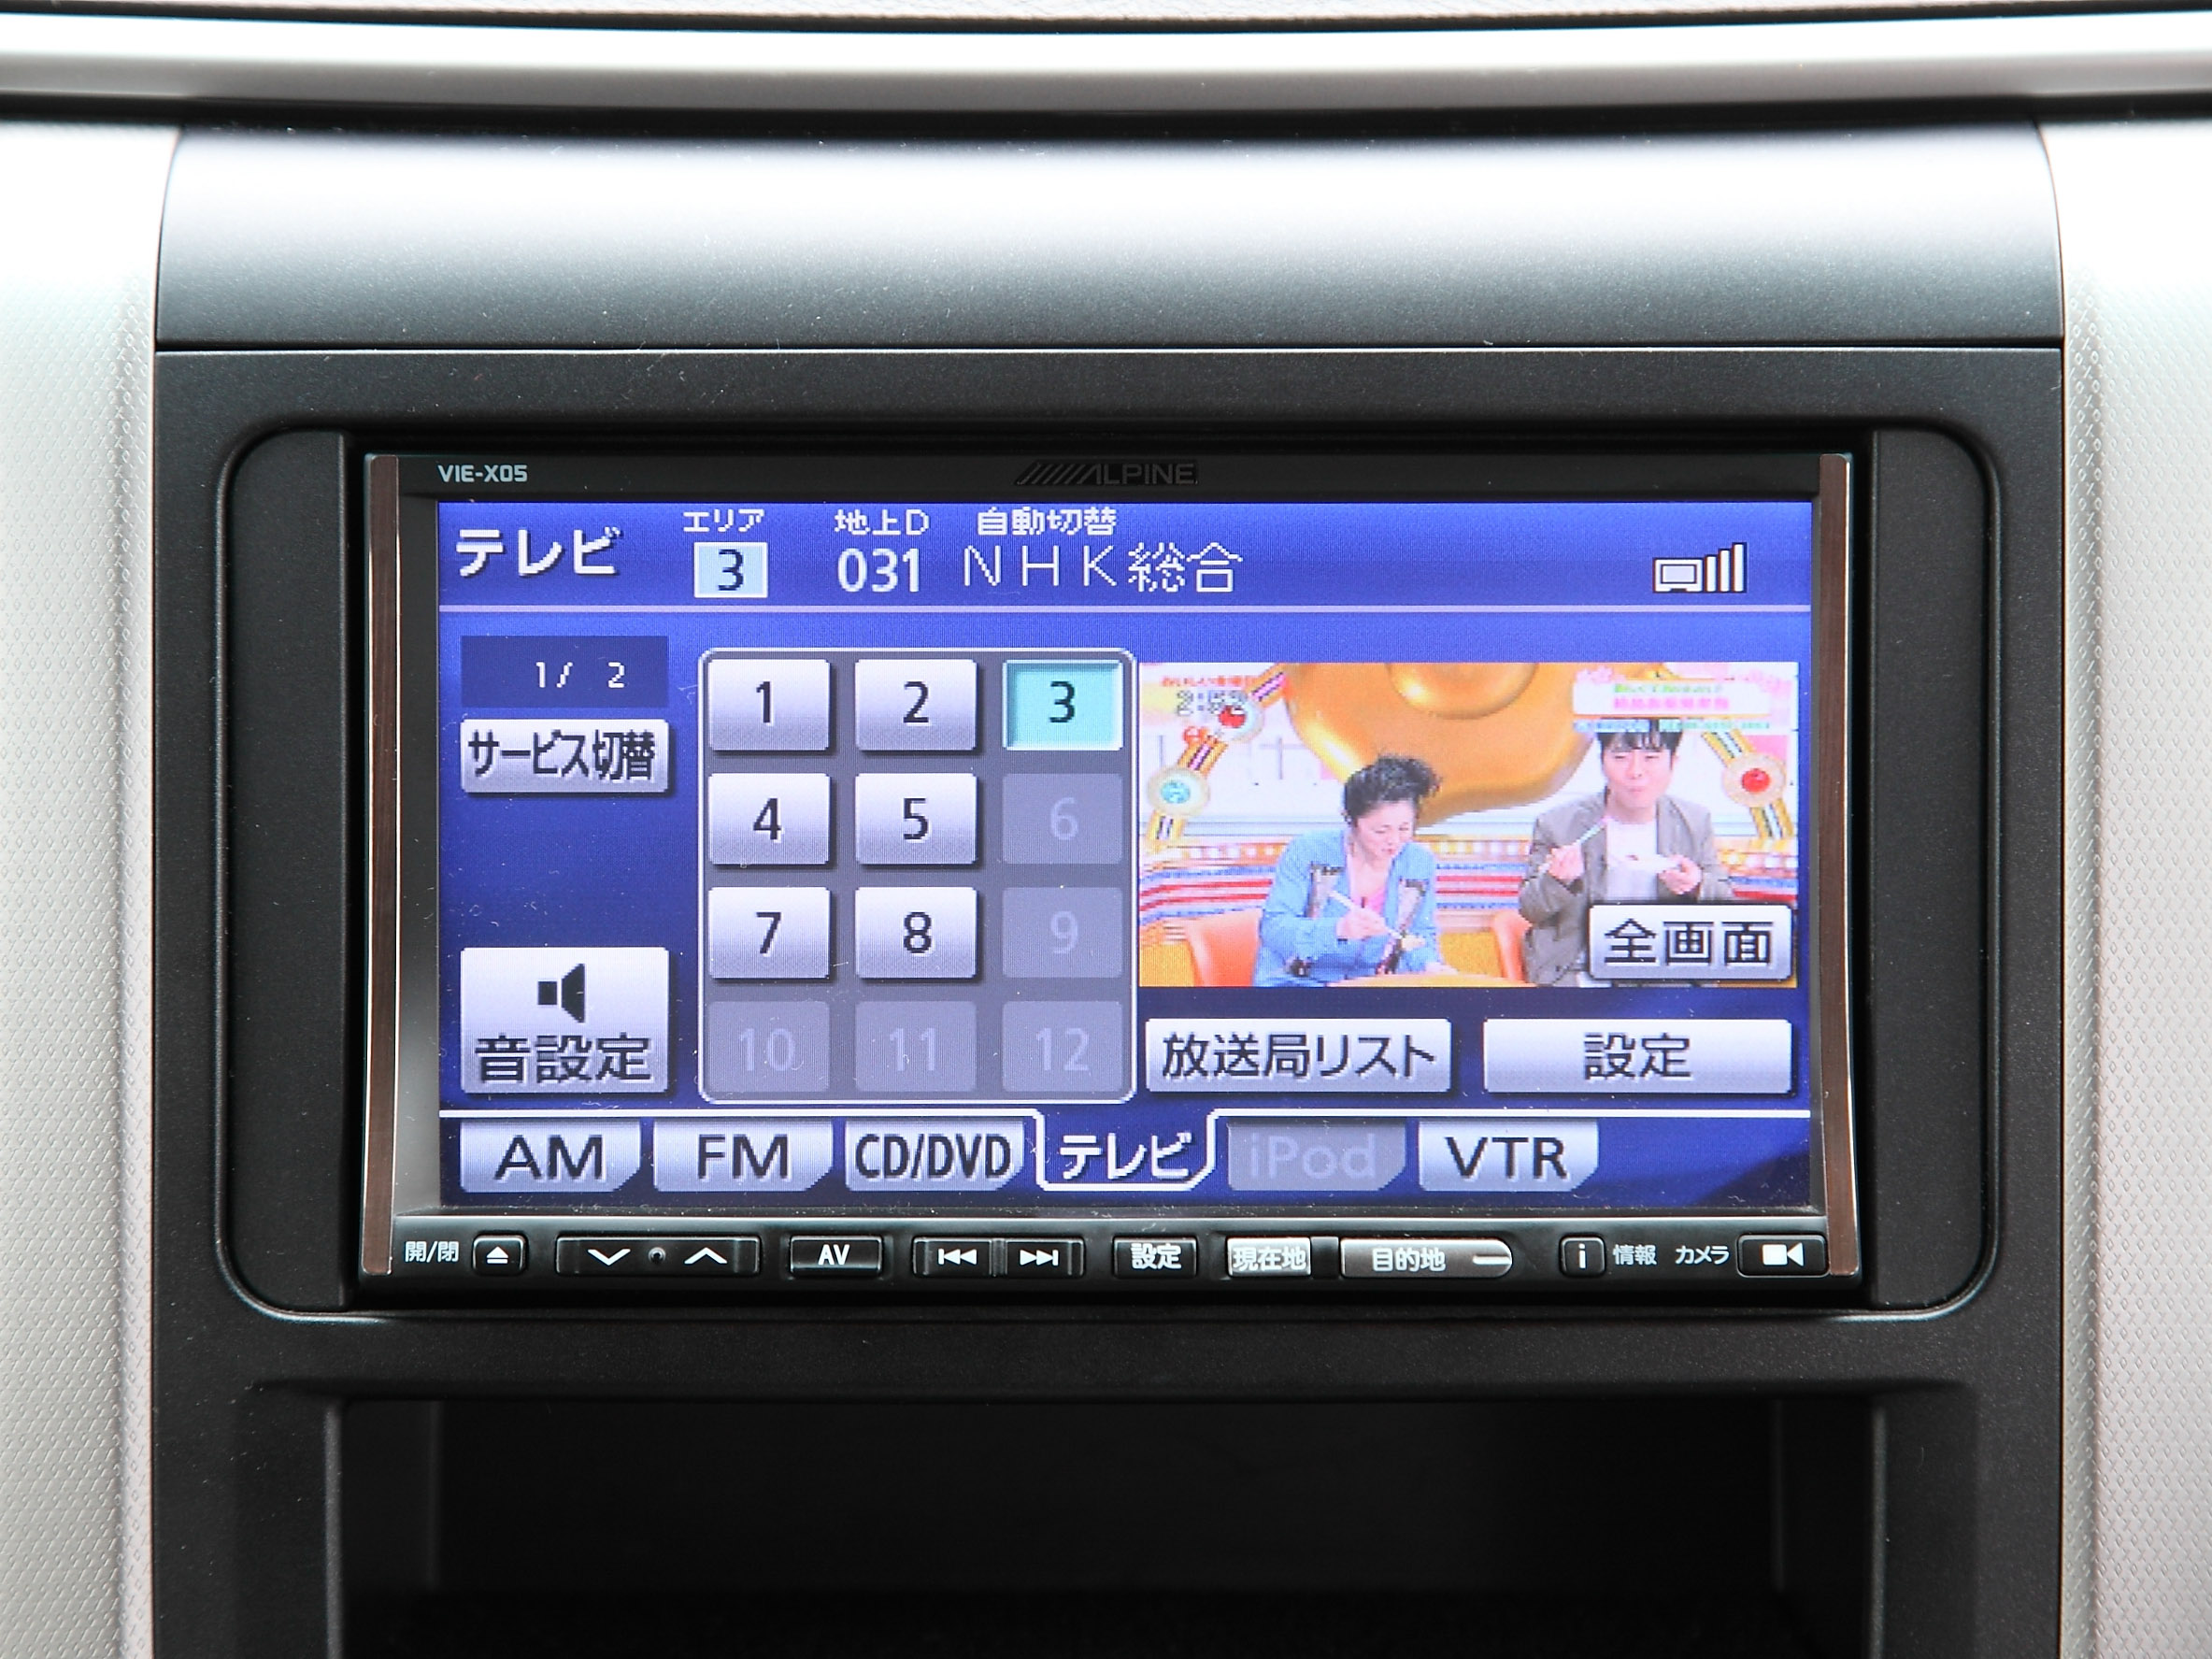 VIE-X05
ALPINE
テレビ
エリア
3
地上D
031
自動切替
NHK総合
1/ 2
サービス切替
1 2 3
4 5 6
7 8 9
10 11 12
全画面
音設定
放送局リスト
設定
AM
FM
CD/DVD
テレビ
iPod
VTR
開/閉
AV
設定
現在地
目的地
i 情報
カメラ